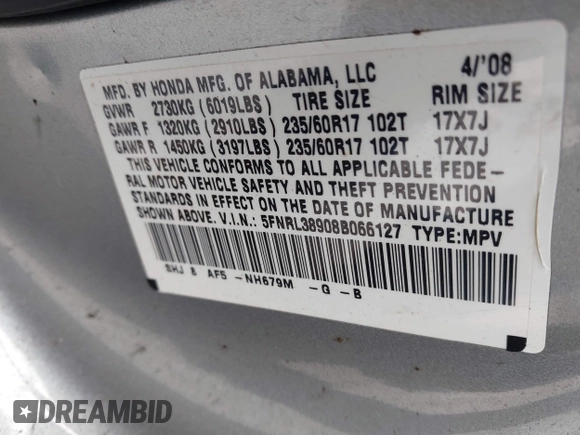 MFD. BY HONDA MFG. OF ALABAMA, LLC 4/'08
GVWR 2730KG (6019LBS) TIRE SIZE RIM SIZE
GAWR F 1320KG (2910LBS) 235/60R17 102T 17X7J
GAWR R 1450KG (3197LBS) 235/60R17 102T 17X7J
THIS VEHICLE CONFORMS TO ALL APPLICABLE FEDE-
RAL MOTOR VEHICLE SAFETY AND THEFT PREVENTION
STANDARDS IN EFFECT ON THE DATE OF MANUFACTURE
SHOWN ABOVE. V.I.N.: 5FNRL38908B066127 TYPE:MPV
SHJ 8 AF5 -NH679M -G -B
DREAMBID